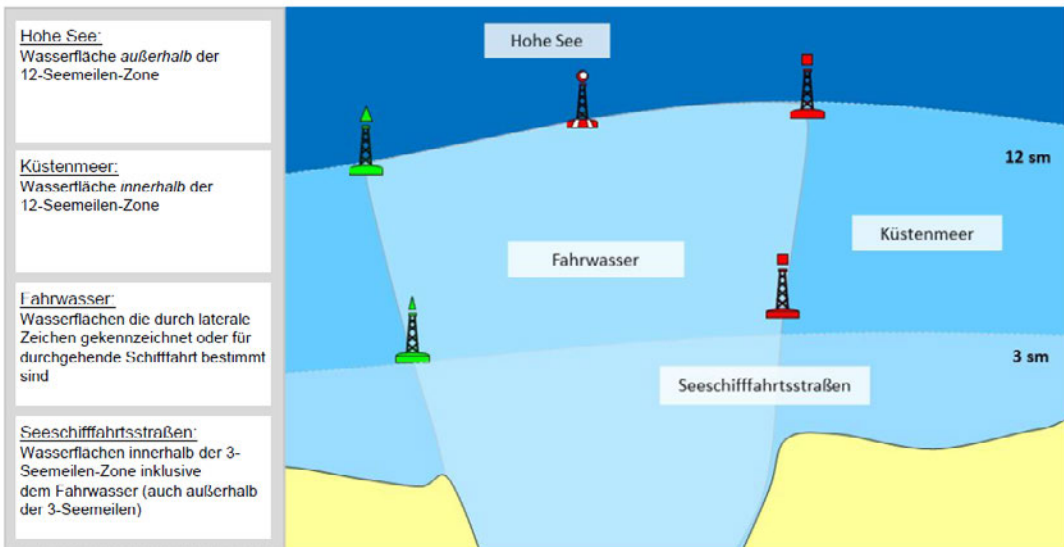 Hohe See:
Wasserfläche außerhalb der
12-Seemeilen-Zone
Küstenmeer:
Wasserfläche innerhalb der
12-Seemeilen-Zone
Fahrwasser:
Wasserflächen die durch laterale
Zeichen gekennzeichnet oder für
durchgehende Schifffahrt bestimmt
sind
Seeschifffahrtsstraßen:
Wasserflächen innerhalb der 3-
Seemeilen-Zone inklusive
dem Fahrwasser (auch außerhalb
der 3-Seemeilen)
Hohe See
12 sm
Küstenmeer
Fahrwasser
3 sm
Seeschifffahrtsstraßen